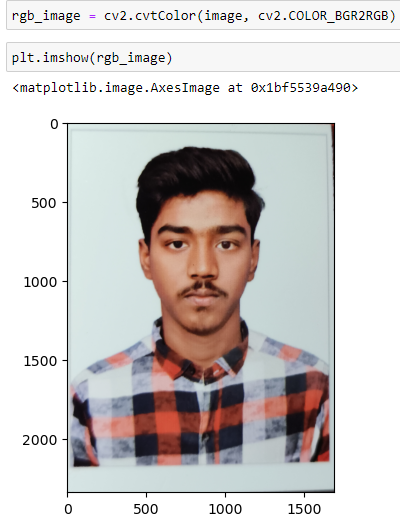 rgb_image = cv2.cvtColor(image, cv2.COLOR_BGR2RGB)
plt.imshow(rgb_image)
<matplotlib.image.AxesImage at 0x1bf5539a490>
0
500
1000
1500
2000
0 500 1000 1500